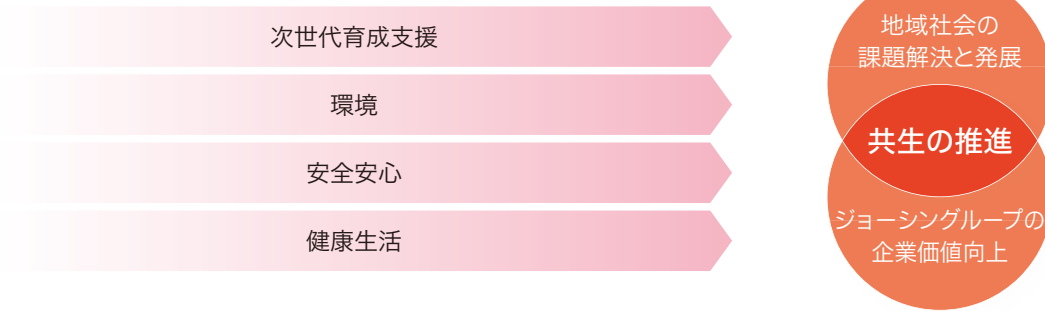 次世代育成支援
環境
安全安心
健康生活
地域社会の
課題解決と発展
共生の推進
ジョーシングループの
企業価値向上